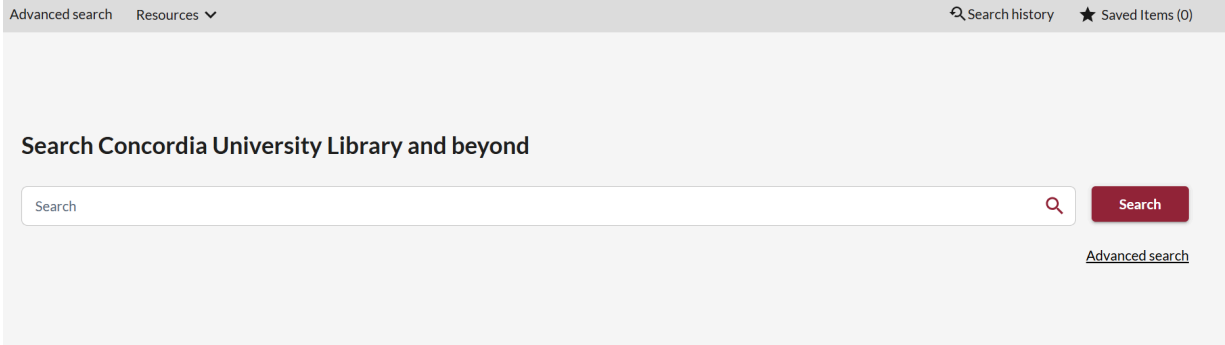 Advanced search Resources Search history Saved Items (0)
Search Concordia University Library and beyond
Search Search
Advanced search